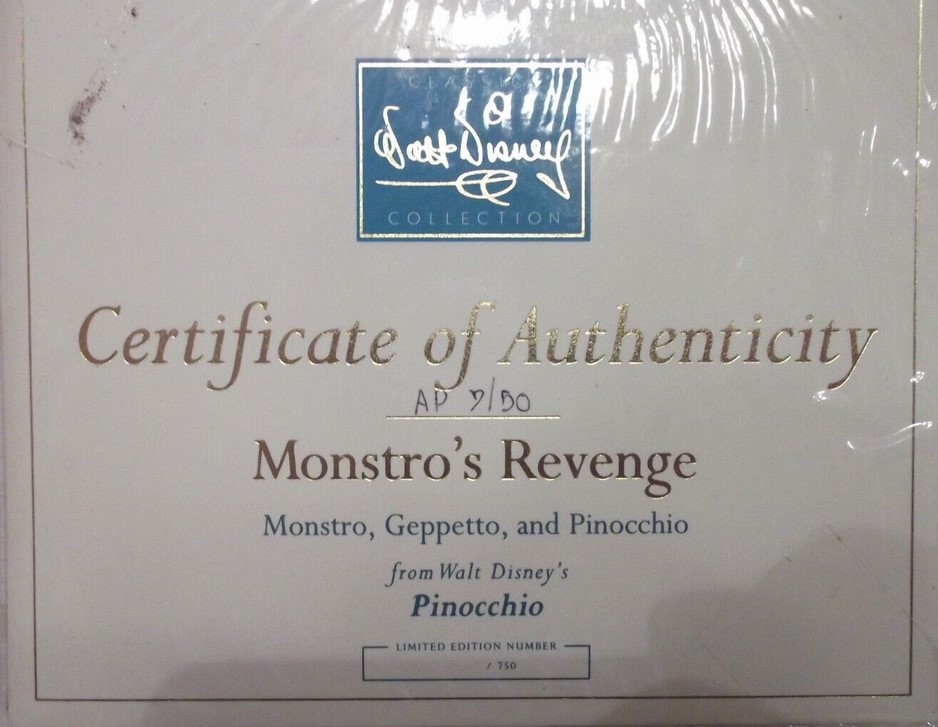 CLASSICS
Walt Disney
COLLECTION
Certificate of Authenticity
AP 7/50
Monstro's Revenge
Monstro, Geppetto, and Pinocchio
from Walt Disney's
Pinocchio
LIMITED EDITION NUMBER
/ 750